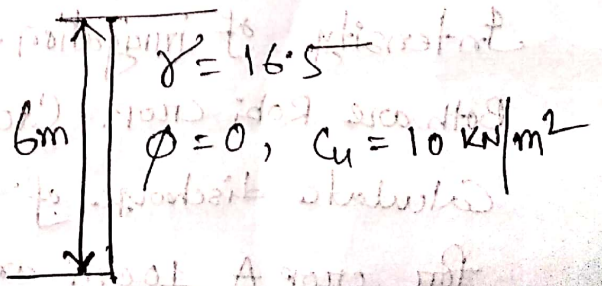 γ = 16.5
6m
φ = 0, Cu = 10 KN/m²